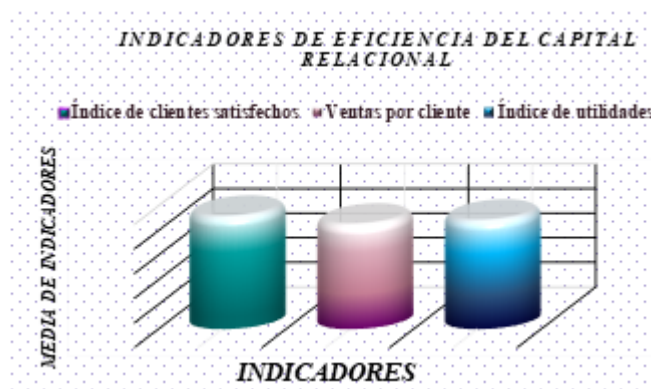 INDICADORES DE EFICIENCIA DEL CAPITAL
RELACIONAL
Índice de clientes satisfechos Ventas por cliente Índice de utilidades
MEDIA DE INDICADORES
INDICADORES